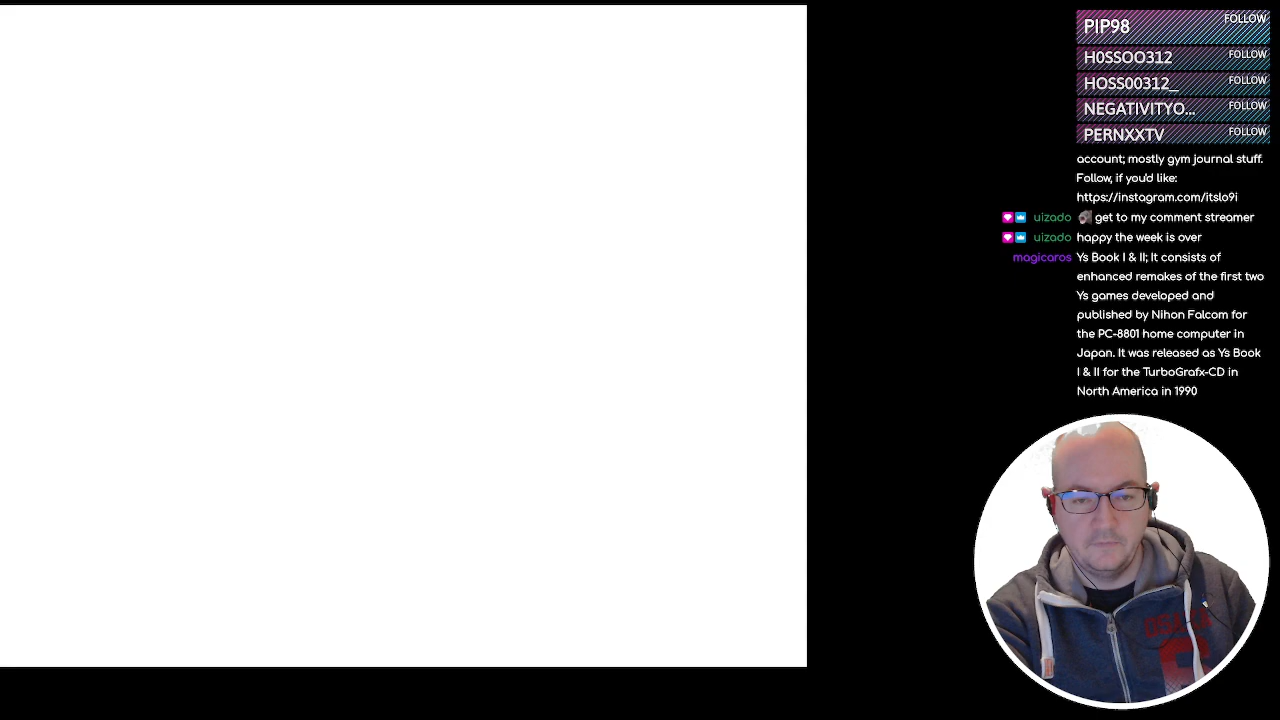 PIP98 FOLLOW
H0SSOO312 FOLLOW
HOSS00312_ FOLLOW
NEGATIVITYO... FOLLOW
PERNXXTV FOLLOW
account; mostly gym journal stuff.
Follow, if you'd like:
https://instagram.com/itslo9i
uizado get to my comment streamer
uizado happy the week is over
magicaros Ys Book I & II; It consists of
enhanced remakes of the first two
Ys games developed and
published by Nihon Falcom for
the PC-8801 home computer in
Japan. It was released as Ys Book
I & II for the TurboGrafx-CD in
North America in 1990
OSAKA